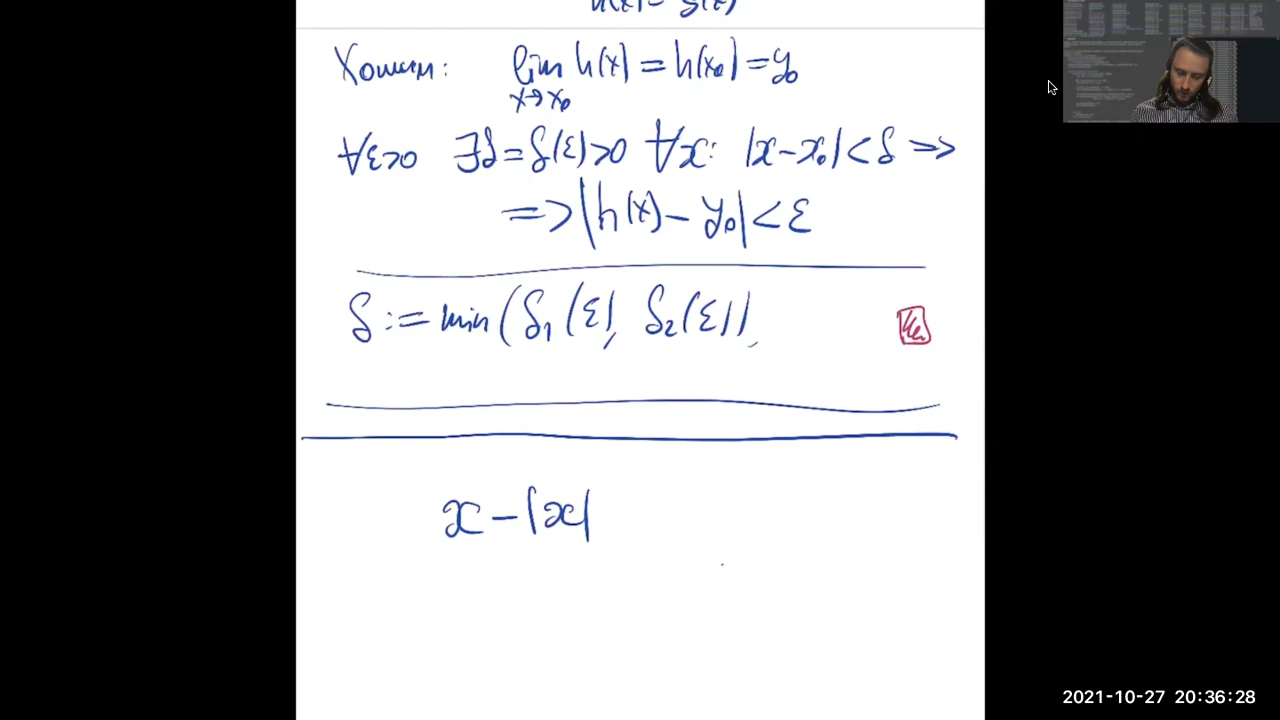 Хотим: lim h(x) = h(x₀) = y₀
x→x₀
∀ε>0 ∃δ = δ(ε)>0 ∀x: |x-x₀| < δ =>
=> |h(x) - y₀| < ε
δ := min(δ₁(ε), δ₂(ε)),
x - |x|
2021-10-27 20:36:28